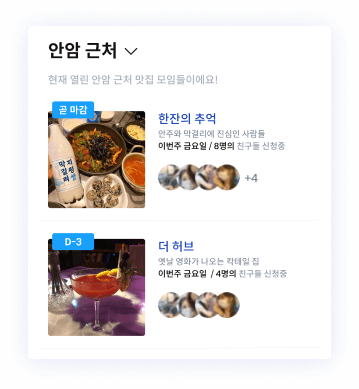 안암 근처
현재 열린 안암 근처 맛집 모임들이에요!
곧 마감
한잔의 추억
안주와 막걸리에 진심인 사람들
이번주 금요일 / 8명의 친구들 신청중
+4
D-3
더 허브
옛날 영화가 나오는 칵테일 집
이번주 금요일 / 4명의 친구들 신청중